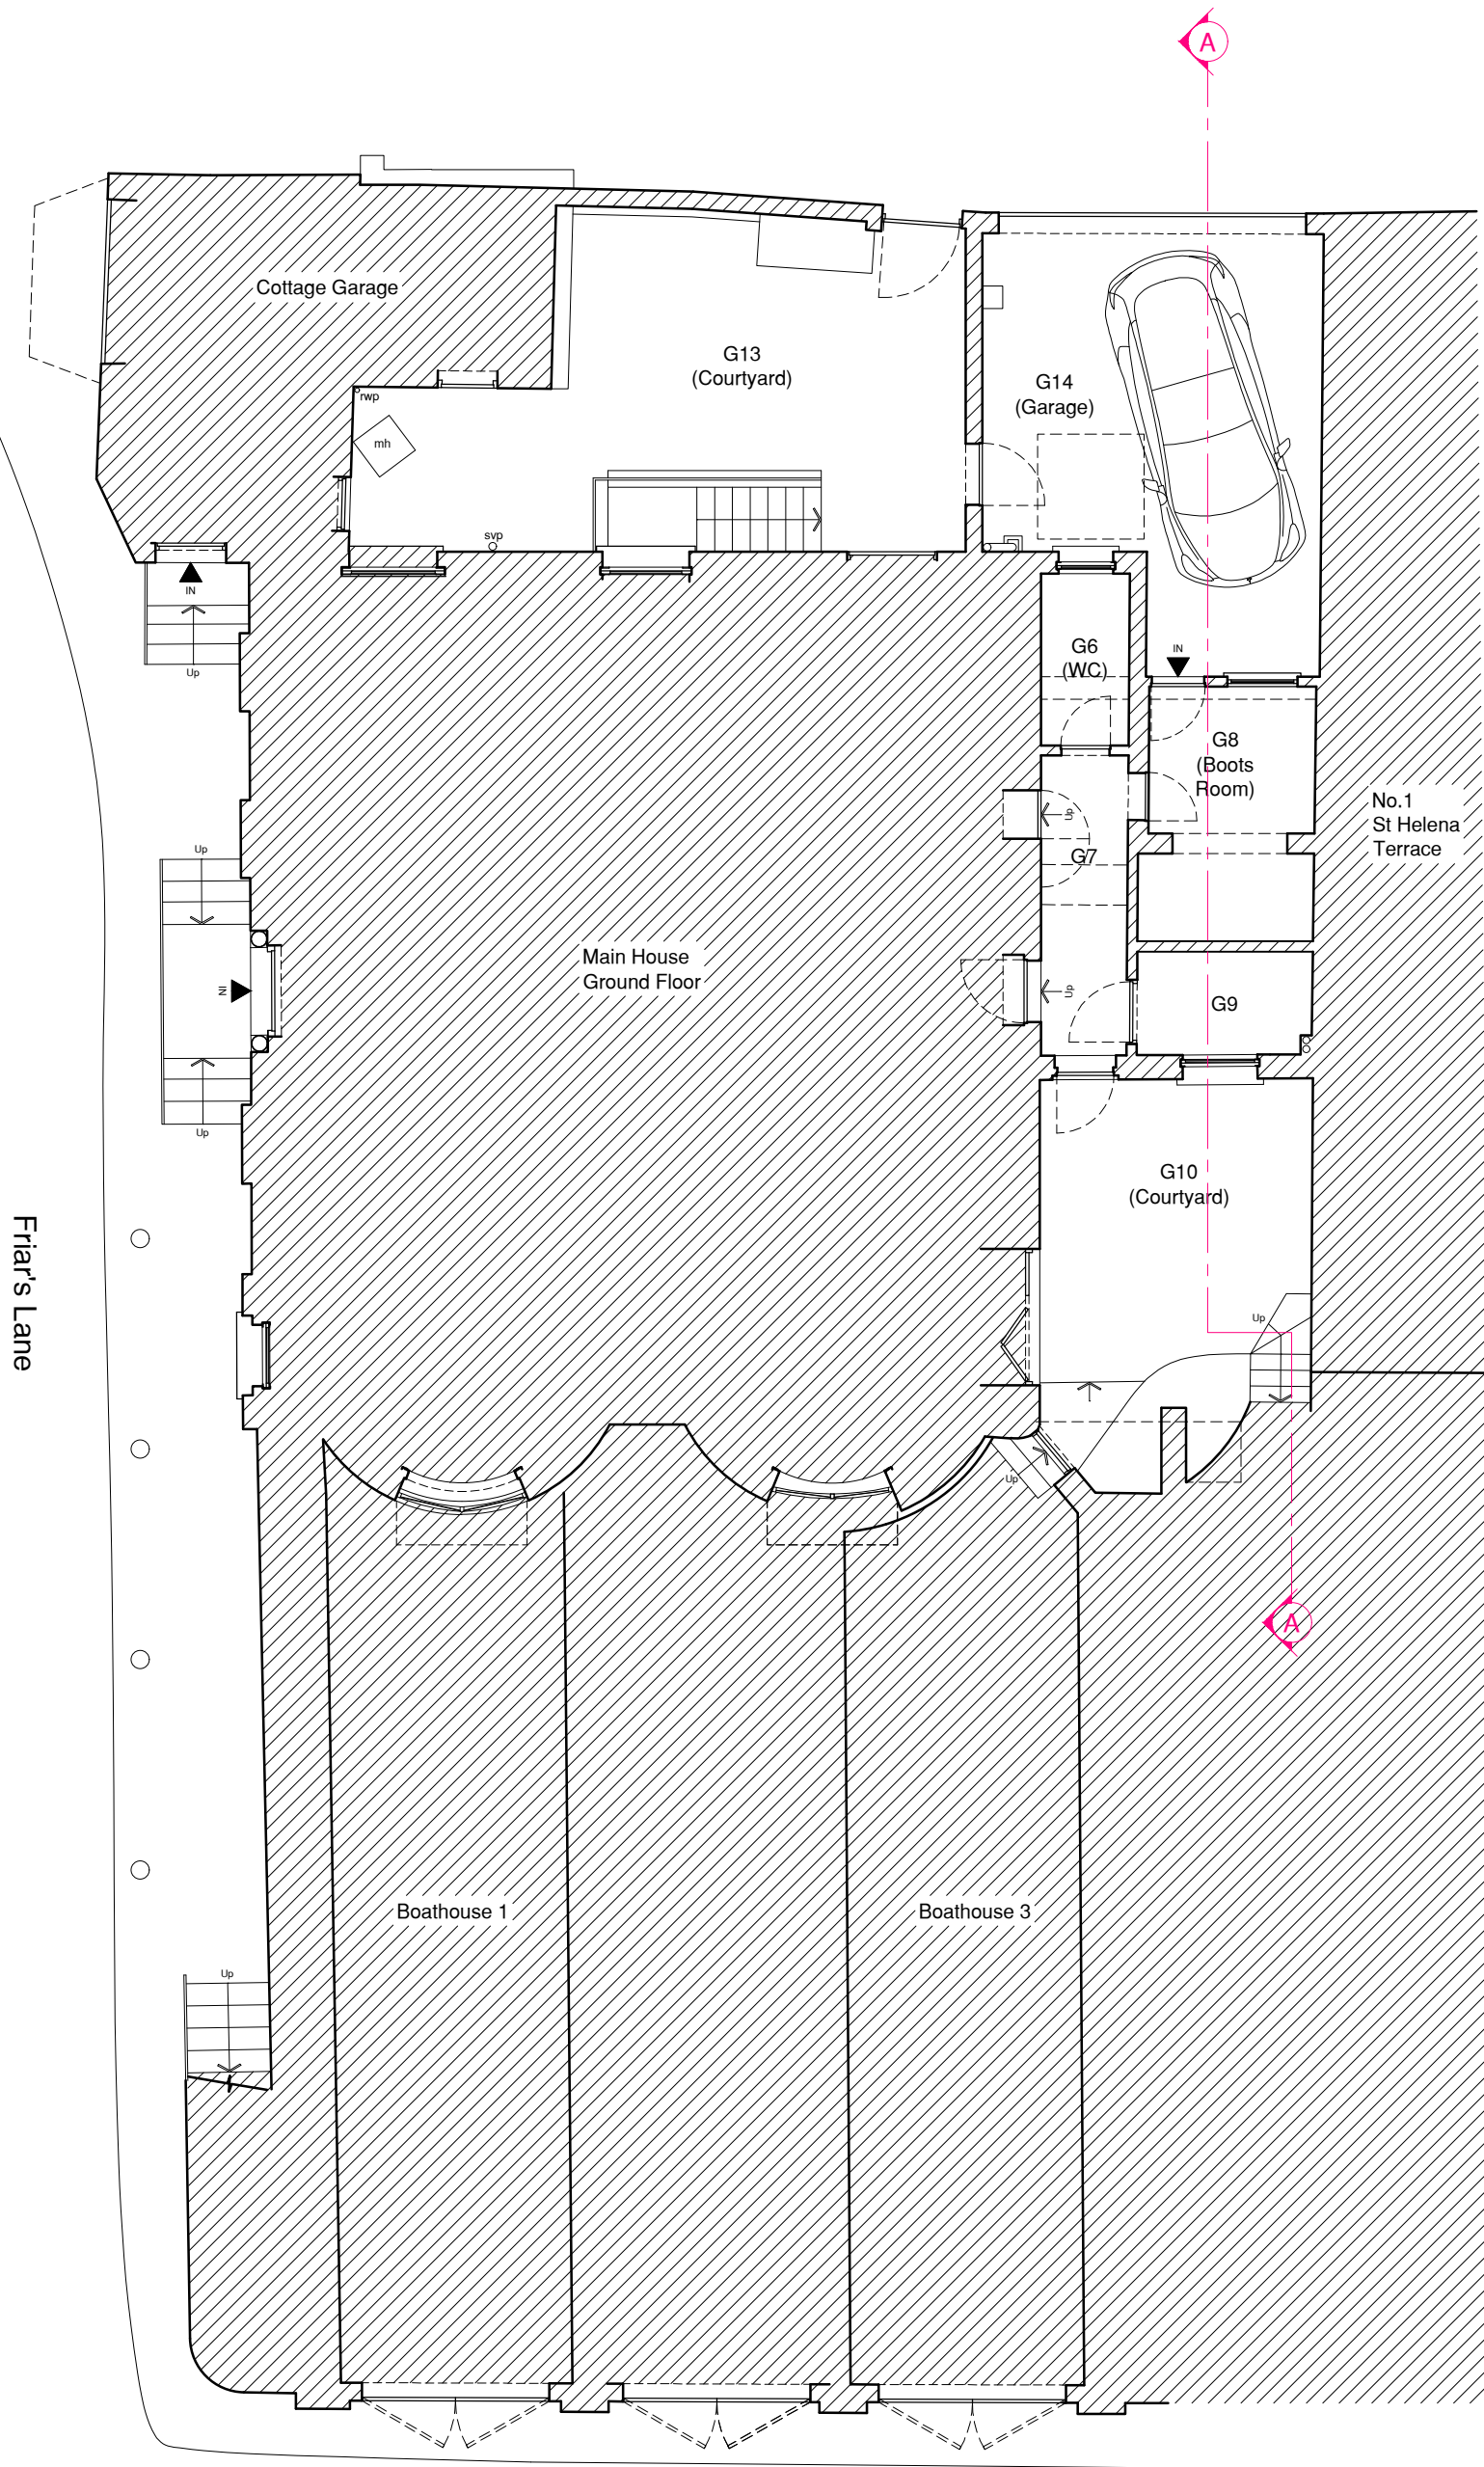 A
Cottage Garage
G13
(Courtyard)
G14
(Garage)
rwp
mh
svp
IN
Up
G6
(WC)
IN
G8
(Boots
Room)
Up
G7
No.1
St Helena
Terrace
Up
Main House
Ground Floor
IN
Up
G9
Up
G10
(Courtyard)
Friar's Lane
Up
Up
A
Boathouse 1
Boathouse 3
Up